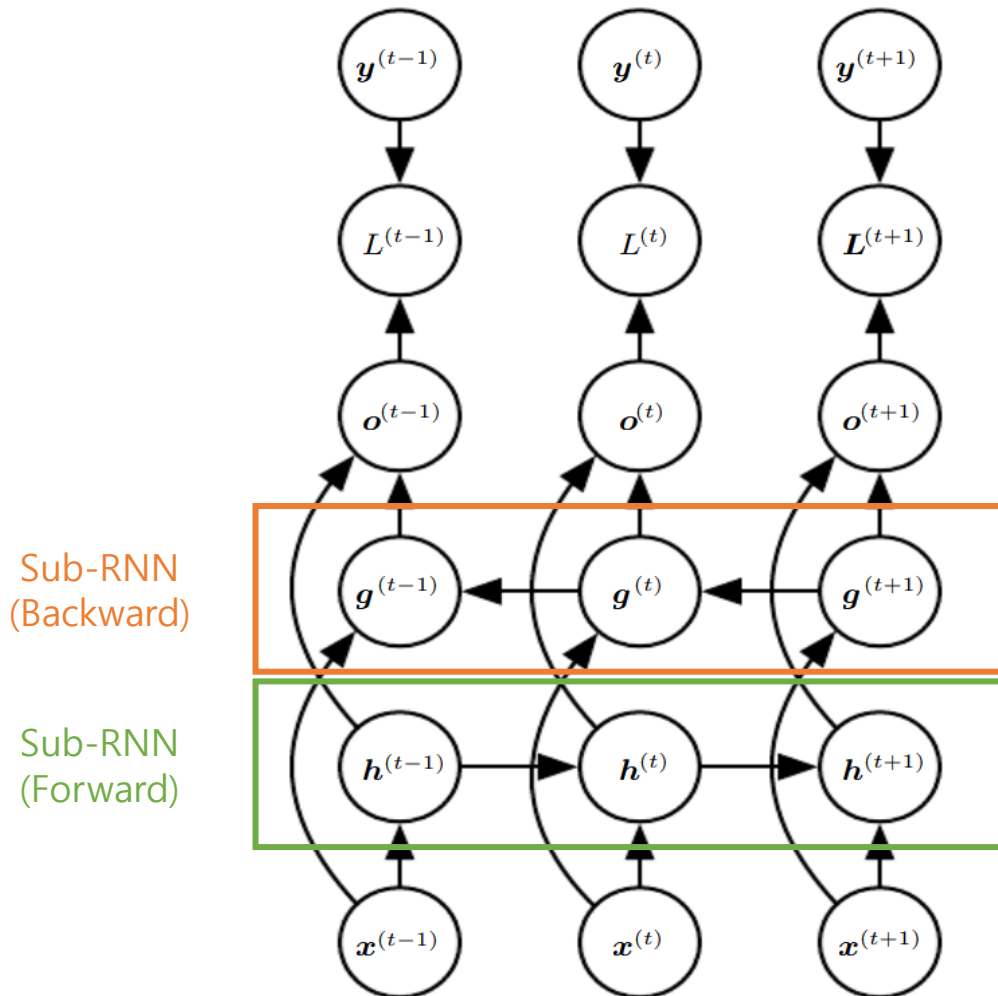 y^(t−1) y^(t) y^(t+1)
L^(t−1) L^(t) L^(t+1)
o^(t−1) o^(t) o^(t+1)
Sub-RNN
(Backward)
g^(t−1) g^(t) g^(t+1)
Sub-RNN
(Forward)
h^(t−1) h^(t) h^(t+1)
x^(t−1) x^(t) x^(t+1)